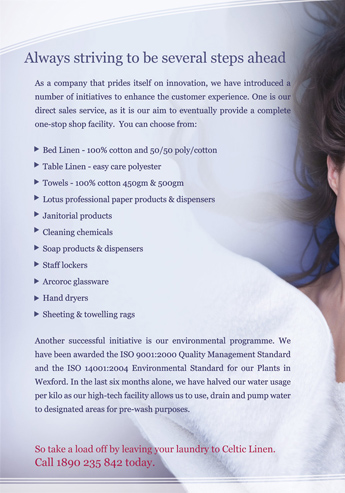 Always striving to be several steps ahead
As a company that prides itself on innovation, we have introduced a
number of initiatives to enhance the customer experience. One is our
direct sales service, as it is our aim to eventually provide a complete
one-stop shop facility. You can choose from:
Bed Linen - 100% cotton and 50/50 poly/cotton
Table Linen - easy care polyester
Towels - 100% cotton 450gm & 500gm
Lotus professional paper products & dispensers
Janitorial products
Cleaning chemicals
Soap products & dispensers
Staff lockers
Arcoroc glassware
Hand dryers
Sheeting & towelling rags
Another successful initiative is our environmental programme. We
have been awarded the ISO 9001:2000 Quality Management Standard
and the ISO 14001:2004 Environmental Standard for our Plants in
Wexford. In the last six months alone, we have halved our water usage
per kilo as our high-tech facility allows us to use, drain and pump water
to designated areas for pre-wash purposes.
So take a load off by leaving your laundry to Celtic Linen.
Call 1890 235 842 today.